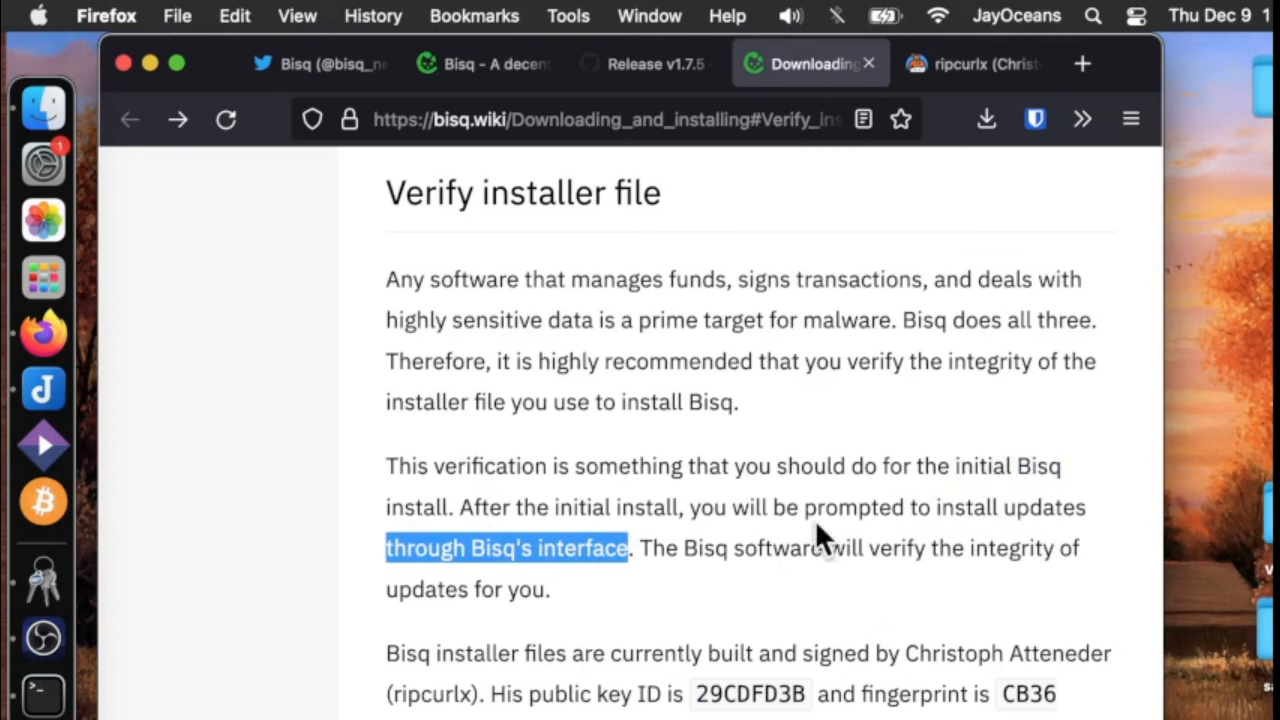 Firefox File Edit View History Bookmarks Tools Window Help JayOceans Thu Dec 9 1
Bisq (@bisq_ne Bisq - A decen Release v1.7.5 Downloading ripcurlx (Christ
https://bisq.wiki/Downloading_and_installing#Verify_ins
1
Verify installer file
Any software that manages funds, signs transactions, and deals with
highly sensitive data is a prime target for malware. Bisq does all three.
Therefore, it is highly recommended that you verify the integrity of the
installer file you use to install Bisq.
This verification is something that you should do for the initial Bisq
install. After the initial install, you will be prompted to install updates
through Bisq's interface. The Bisq software will verify the integrity of
updates for you.
Bisq installer files are currently built and signed by Christoph Atteneder
(ripcurlx). His public key ID is 29CDFD3B and fingerprint is CB36